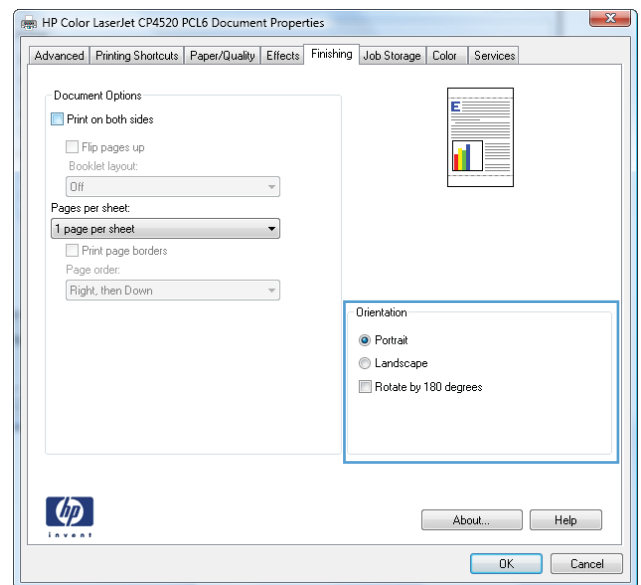 HP Color LaserJet CP4520 PCL6 Document Properties
Advanced Printing Shortcuts Paper/Quality Effects Finishing Job Storage Color Services
Document Options
Print on both sides
Flip pages up
Booklet layout:
Off
Pages per sheet:
1 page per sheet
Print page borders
Page order:
Right, then Down
E
Orientation
Portrait
Landscape
Rotate by 180 degrees
hp
invent
About... Help
OK Cancel